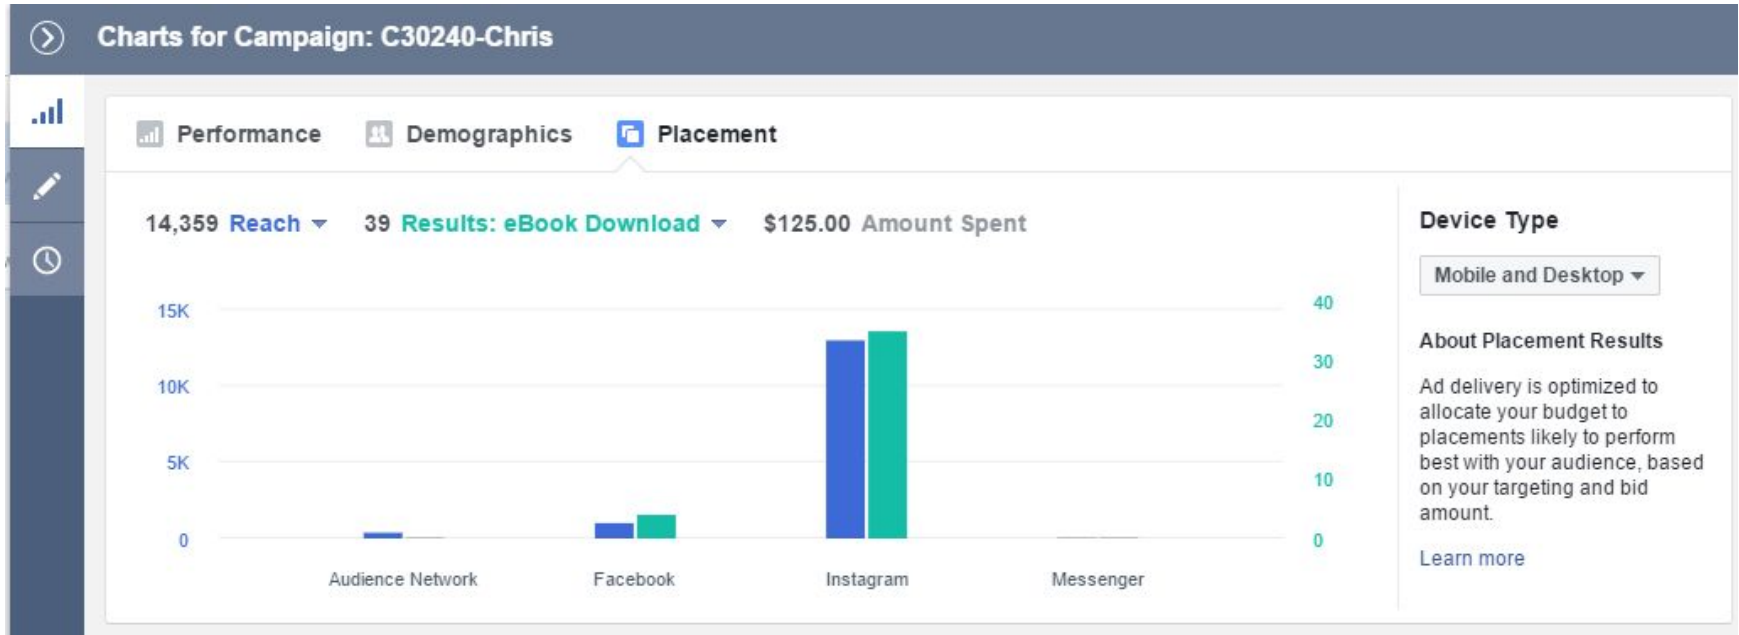 Charts for Campaign: C30240-Chris
Performance Demographics Placement
14,359 Reach 39 Results: eBook Download $125.00 Amount Spent
15K
10K
5K
0
40
30
20
10
0
Audience Network Facebook Instagram Messenger
Device Type
Mobile and Desktop
About Placement Results
Ad delivery is optimized to
allocate your budget to
placements likely to perform
best with your audience, based
on your targeting and bid
amount.
Learn more